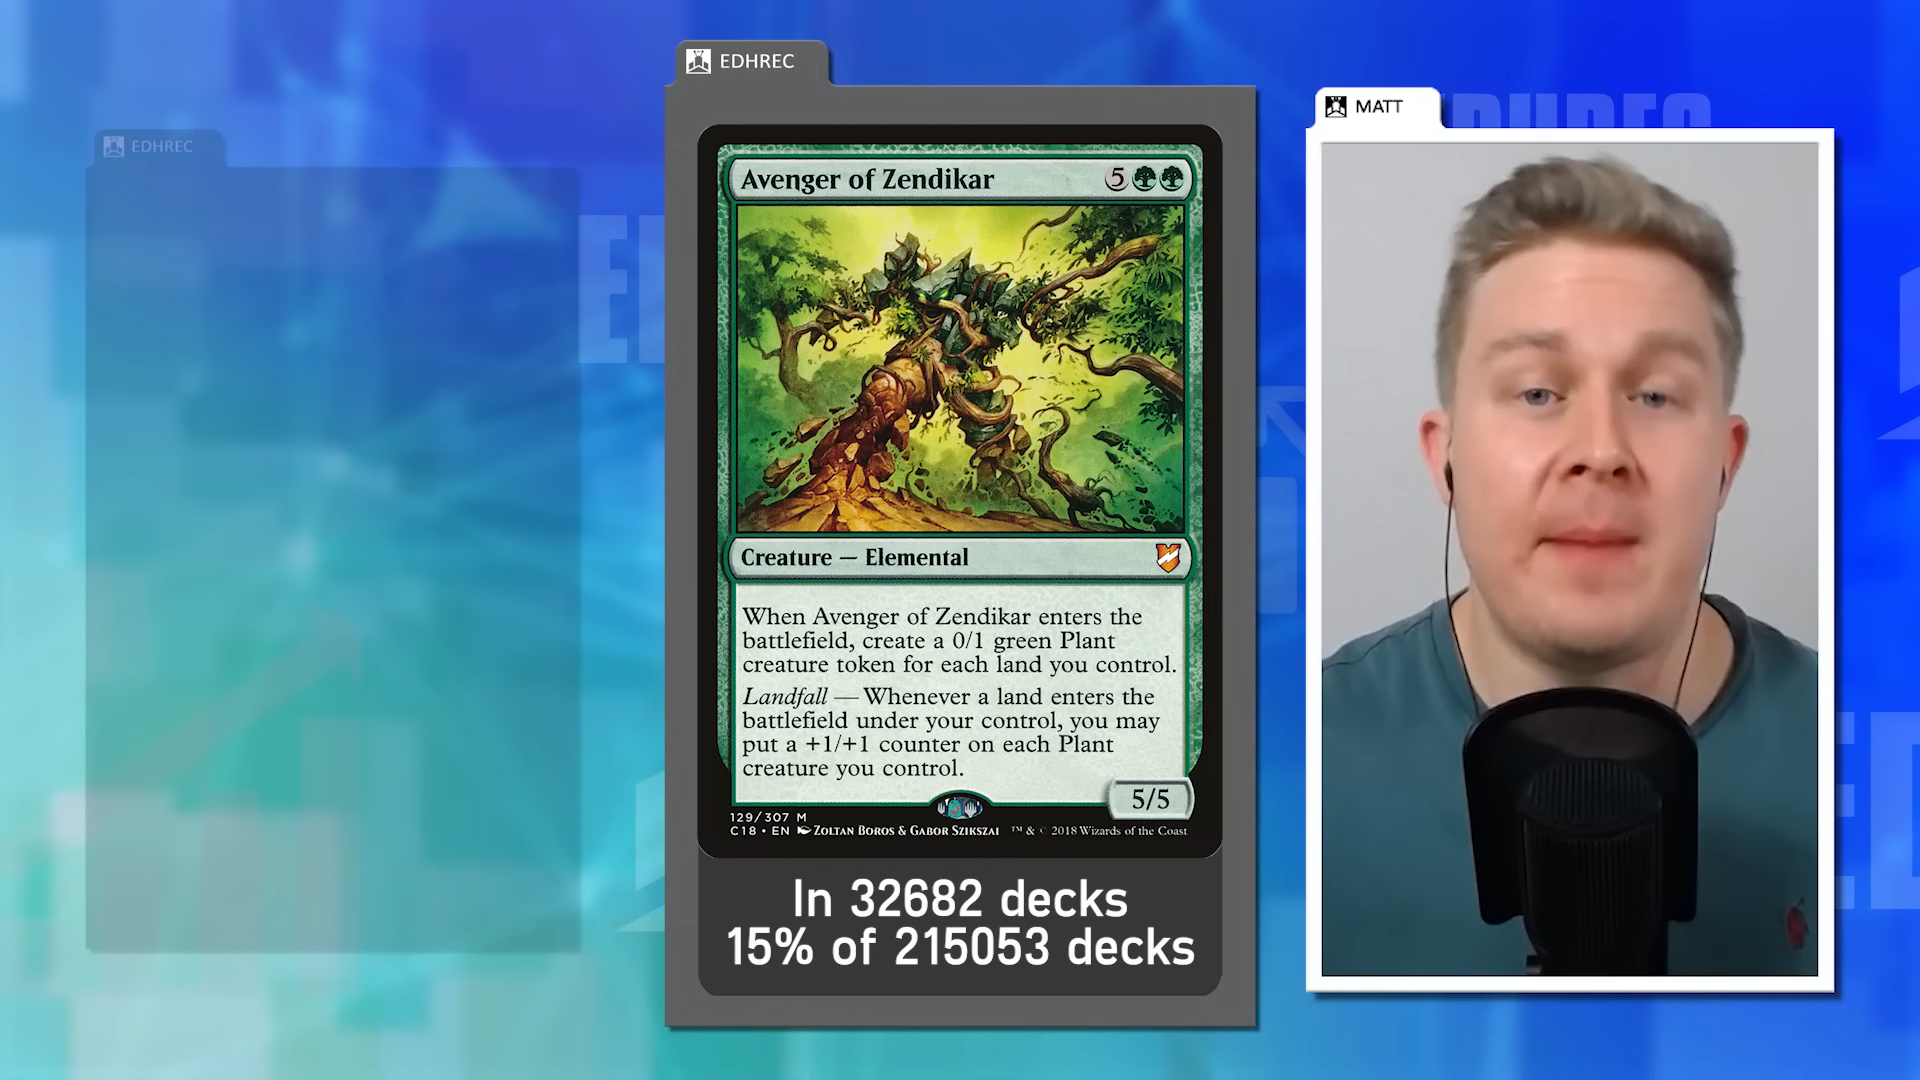 EDHREC
EDHREC
MATT
EDHREC
Avenger of Zendikar 5
Creature — Elemental
When Avenger of Zendikar enters the
battlefield, create a 0/1 green Plant
creature token for each land you control.
Landfall — Whenever a land enters the
battlefield under your control, you may
put a +1/+1 counter on each Plant
creature you control.
5/5
129/307 M
C18 • EN Zoltan Boros & Gabor Szikszai ™ & © 2018 Wizards of the Coast
In 32682 decks
15% of 215053 decks